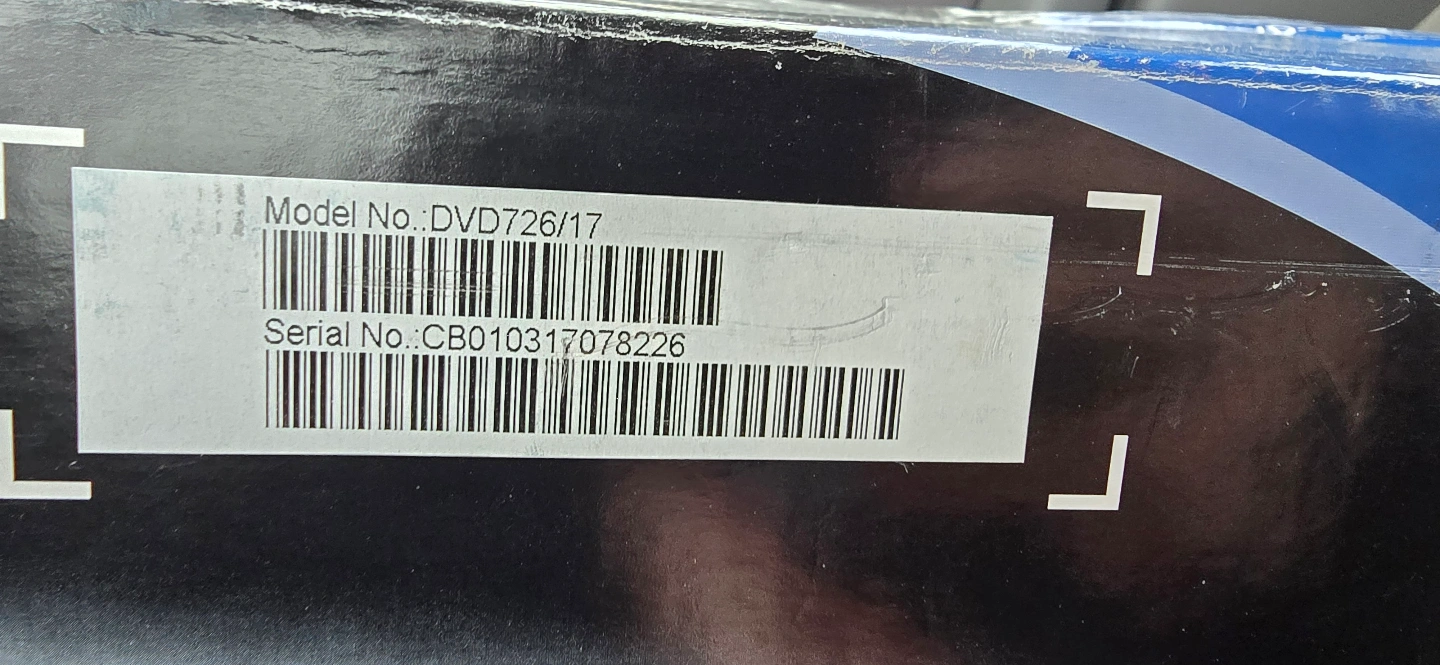 Model No.:DVD726/17
Serial No.:CB010317078226